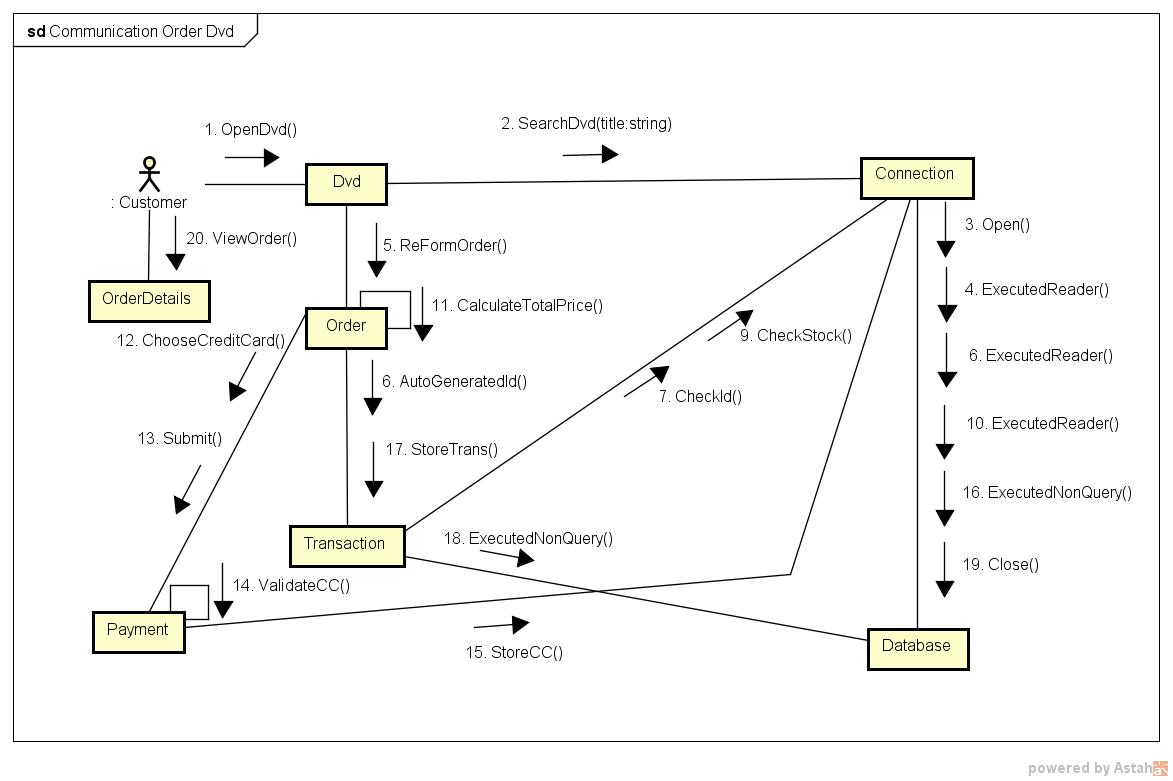 sd Communication Order Dvd
1. OpenDvd()
2. SearchDvd(title:string)
Dvd
Connection
: Customer
20. ViewOrder()
5. ReFormOrder()
3. Open()
OrderDetails
4. ExecutedReader()
11. CalculateTotalPrice()
Order
12. ChooseCreditCard()
9. CheckStock()
6. ExecutedReader()
6. AutoGeneratedId()
7. CheckId()
10. ExecutedReader()
13. Submit()
17. StoreTrans()
16. ExecutedNonQuery()
Transaction
18. ExecutedNonQuery()
19. Close()
14. ValidateCC()
Payment
15. StoreCC()
Database
powered by Astah